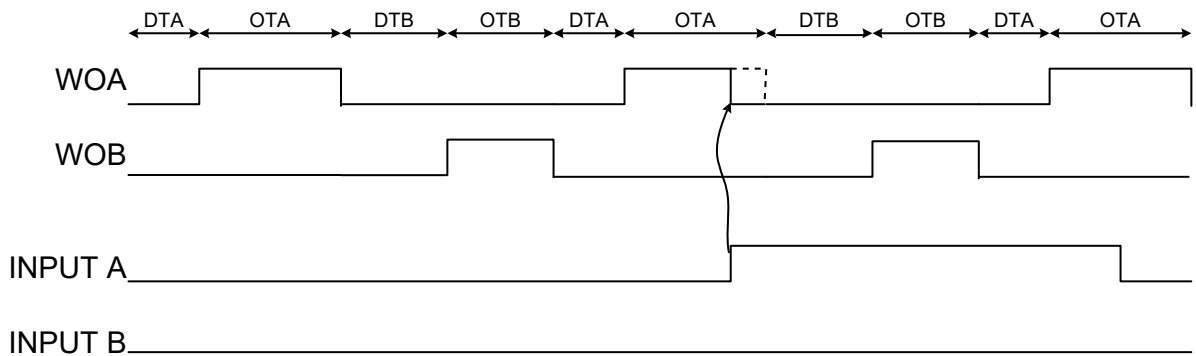 DTA OTA DTB OTB DTA OTA DTB OTB DTA OTA
WOA
WOB
INPUT A
INPUT B